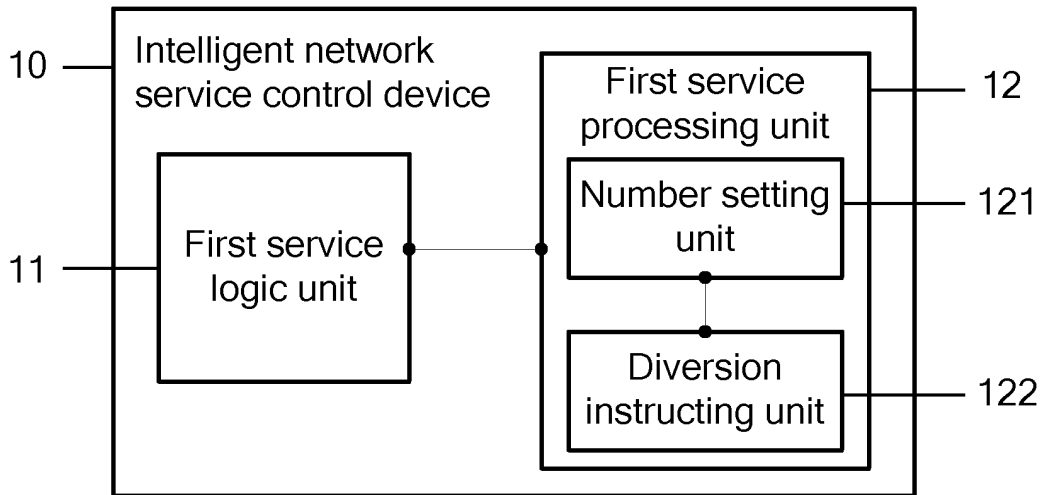 10
Intelligent network
service control device
First service
processing unit
12
Number setting
unit
121
11
First service
logic unit
Diversion
instructing unit
122